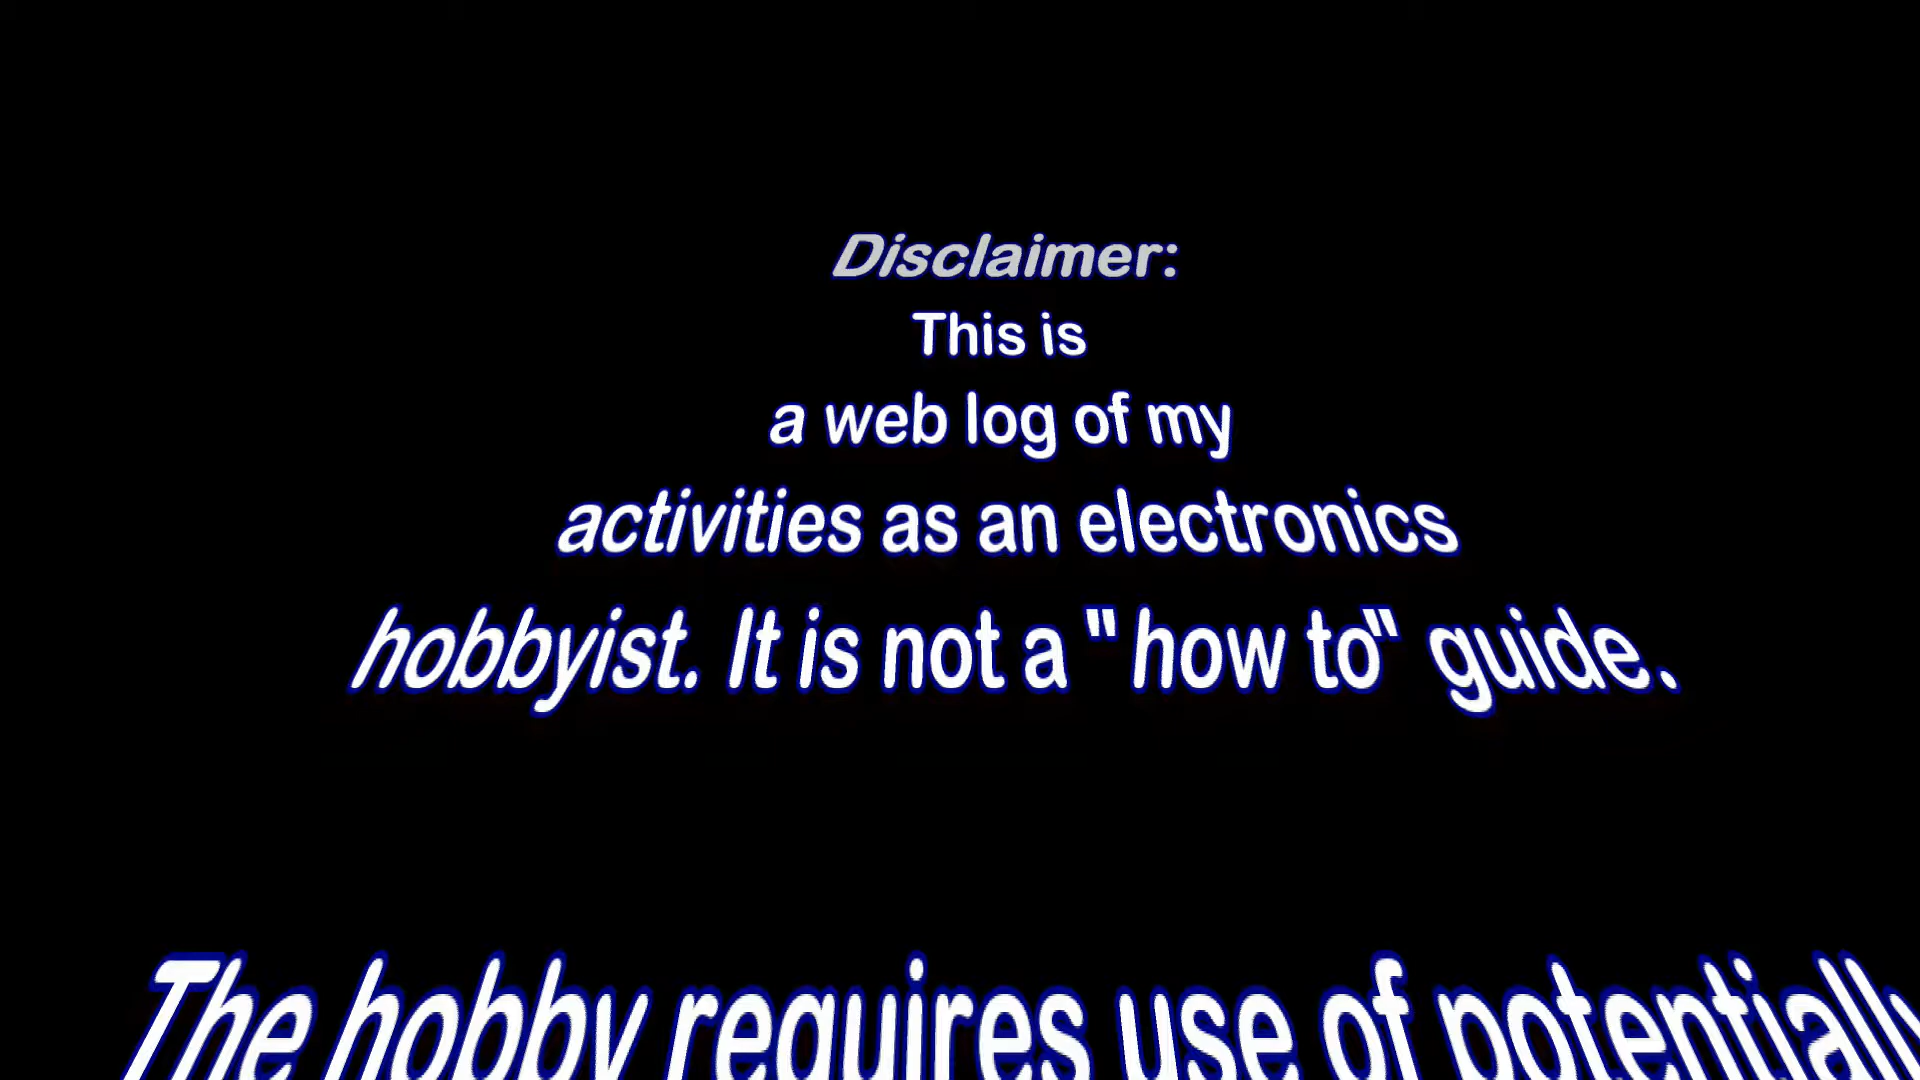 Disclaimer:
This is
a web log of my
activities as an electronics
hobbyist. It is not a "how to" guide.
The hobby requires use of potentially